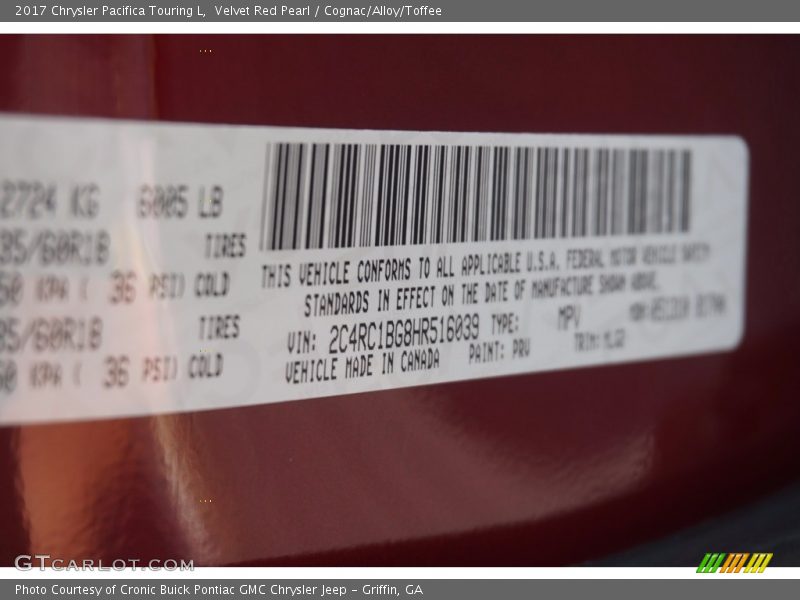 2017 Chrysler Pacifica Touring L,  Velvet Red Pearl / Cognac/Alloy/Toffee
2724 KG 6005 LB
35/60R18 TIRES
50 KPA ( 36 PSI) COLD
35/60R18 TIRES
50 KPA ( 36 PSI) COLD
THIS VEHICLE CONFORMS TO ALL APPLICABLE U.S.A. FEDERAL MOTOR VEHICLE SAFETY
STANDARDS IN EFFECT ON THE DATE OF MANUFACTURE SHOWN ABOVE.
VIN: 2C4RC1BG8HR516039 TYPE: MPV
VEHICLE MADE IN CANADA PAINT: PRV TRIM:
GTCARLOT.COM
Photo Courtesy of Cronic Buick Pontiac GMC Chrysler Jeep - Griffin, GA